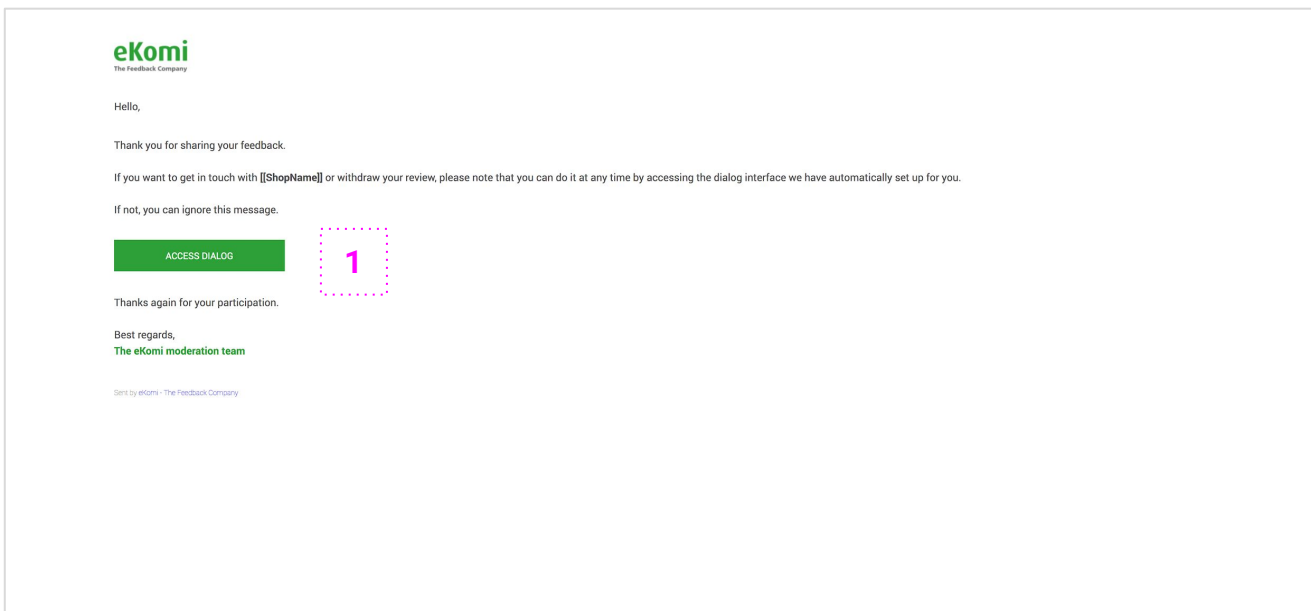 eKomi
The Feedback Company
Hello,
Thank you for sharing your feedback.
If you want to get in touch with [[ShopName]] or withdraw your review, please note that you can do it at any time by accessing the dialog interface we have automatically set up for you.
If not, you can ignore this message.
ACCESS DIALOG
1
Thanks again for your participation.
Best regards,
The eKomi moderation team
Sent by eKomi - The Feedback Company